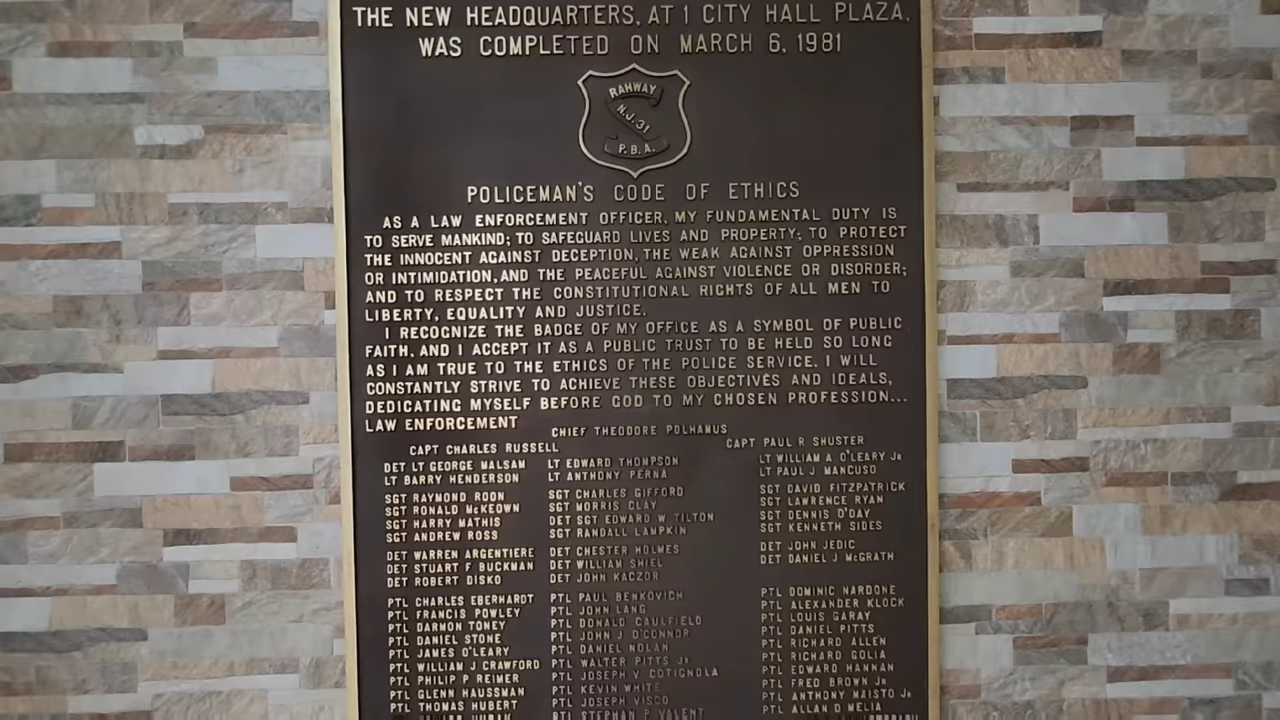 THE NEW HEADQUARTERS, AT 1 CITY HALL PLAZA,
WAS COMPLETED ON MARCH 6, 1981
RAHWAY
N.J. 31
P.B.A.
POLICEMAN'S CODE OF ETHICS
AS A LAW ENFORCEMENT OFFICER, MY FUNDAMENTAL DUTY IS
TO SERVE MANKIND; TO SAFEGUARD LIVES AND PROPERTY; TO PROTECT
THE INNOCENT AGAINST DECEPTION, THE WEAK AGAINST OPPRESSION
OR INTIMIDATION, AND THE PEACEFUL AGAINST VIOLENCE OR DISORDER;
AND TO RESPECT THE CONSTITUTIONAL RIGHTS OF ALL MEN TO
LIBERTY, EQUALITY AND JUSTICE.
I RECOGNIZE THE BADGE OF MY OFFICE AS A SYMBOL OF PUBLIC
FAITH, AND I ACCEPT IT AS A PUBLIC TRUST TO BE HELD SO LONG
AS I AM TRUE TO THE ETHICS OF THE POLICE SERVICE. I WILL
CONSTANTLY STRIVE TO ACHIEVE THESE OBJECTIVES AND IDEALS,
DEDICATING MYSELF BEFORE GOD TO MY CHOSEN PROFESSION...
LAW ENFORCEMENT
CHIEF THEODORE POLHAMUS
CAPT CHARLES RUSSELL
DET LT GEORGE MALSAM
LT BARRY HENDERSON
SGT RAYMOND ROON
SGT RONALD McKEOWN
SGT HARRY MATHIS
SGT ANDREW ROSS
DET WARREN ARGENTIERE
DET STUART F BUCKMAN
DET ROBERT DISKO
PTL CHARLES EBERHARDT
PTL FRANCIS POWLEY
PTL DARMON TONEY
PTL DANIEL STONE
PTL JAMES O'LEARY
PTL WILLIAM J CRAWFORD
PTL PHILIP P REIMER
PTL GLENN HAUSSMAN
PTL THOMAS HUBERT
LT EDWARD THOMPSON
LT ANTHONY PERNA
SGT CHARLES GIFFORD
SGT MORRIS CLAY
DET SGT EDWARD W TILTON
SGT RANDALL LAMPKIN
DET CHESTER HOLMES
DET WILLIAM SHIEL
DET JOHN KACZOR
PTL PAUL BENKOVICH
PTL JOHN LANG
PTL DONALD CAULFIELD
PTL JOHN J O'CONNOR
PTL DANIEL NOLAN
PTL WALTER PITTS JR
PTL JOSEPH V COTIGNOLA
PTL KEVIN WHITE
PTL JOSEPH VISCO
PTL STEPHAN P VALENT
CAPT PAUL R SHUSTER
LT WILLIAM A O'LEARY JR
LT PAUL J MANCUSO
SGT DAVID FITZPATRICK
SGT LAWRENCE RYAN
SGT DENNIS O'DAY
SGT KENNETH SIDES
DET JOHN JEDIC
DET DANIEL J McGRATH
PTL DOMINIC NARDONE
PTL ALEXANDER KLOCK
PTL LOUIS GARAY
PTL DANIEL PITTS
PTL RICHARD ALLEN
PTL RICHARD GOLIA
PTL EDWARD HANNAN
PTL FRED BROWN JR
PTL ANTHONY MAISTO JR
PTL ALLAN D MELIA